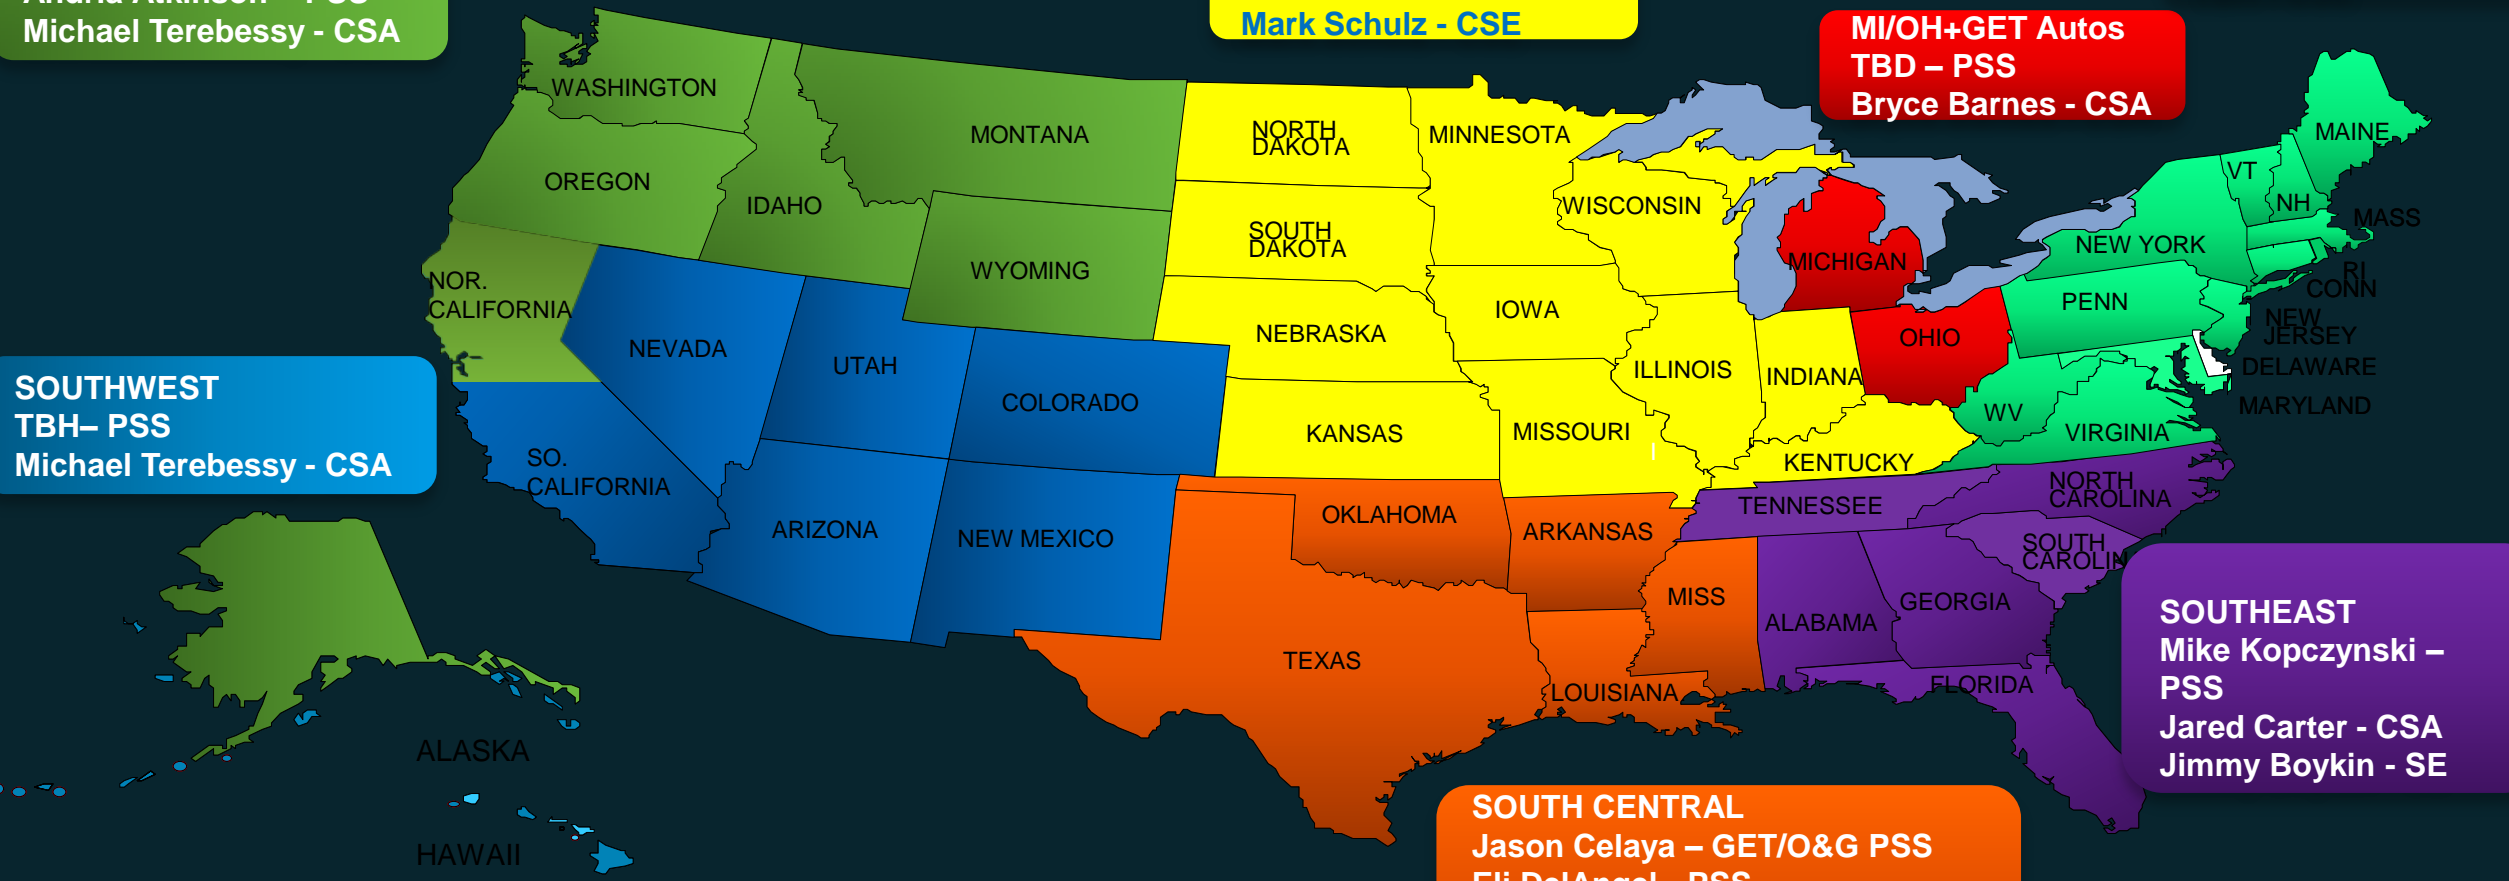 Michael Terebessy - CSA
Mark Schulz - CSE
MI/OH+GET Autos
TBD – PSS
Bryce Barnes - CSA
WASHINGTON
MONTANA
NORTH
DAKOTA
MINNESOTA
MAINE
OREGON
IDAHO
WISCONSIN
VT
NH
MASS
SOUTH
DAKOTA
NEW YORK
WYOMING
MICHIGAN
RI
CONN
NOR.
CALIFORNIA
IOWA
PENN
NEW
JERSEY
NEBRASKA
OHIO
NEVADA
UTAH
ILLINOIS
INDIANA
DELAWARE
MARYLAND
SOUTHWEST
TBH– PSS
Michael Terebessy - CSA
COLORADO
KANSAS
MISSOURI
WV
VIRGINIA
KENTUCKY
SO.
CALIFORNIA
NORTH
CAROLINA
TENNESSEE
OKLAHOMA
ARKANSAS
ARIZONA
NEW MEXICO
SOUTH
CAROLIN
MISS
ALABAMA
GEORGIA
TEXAS
LOUISIANA
FLORIDA
SOUTHEAST
Mike Kopczynski –
PSS
Jared Carter - CSA
Jimmy Boykin - SE
ALASKA
HAWAII
SOUTH CENTRAL
Jason Celaya – GET/O&G PSS